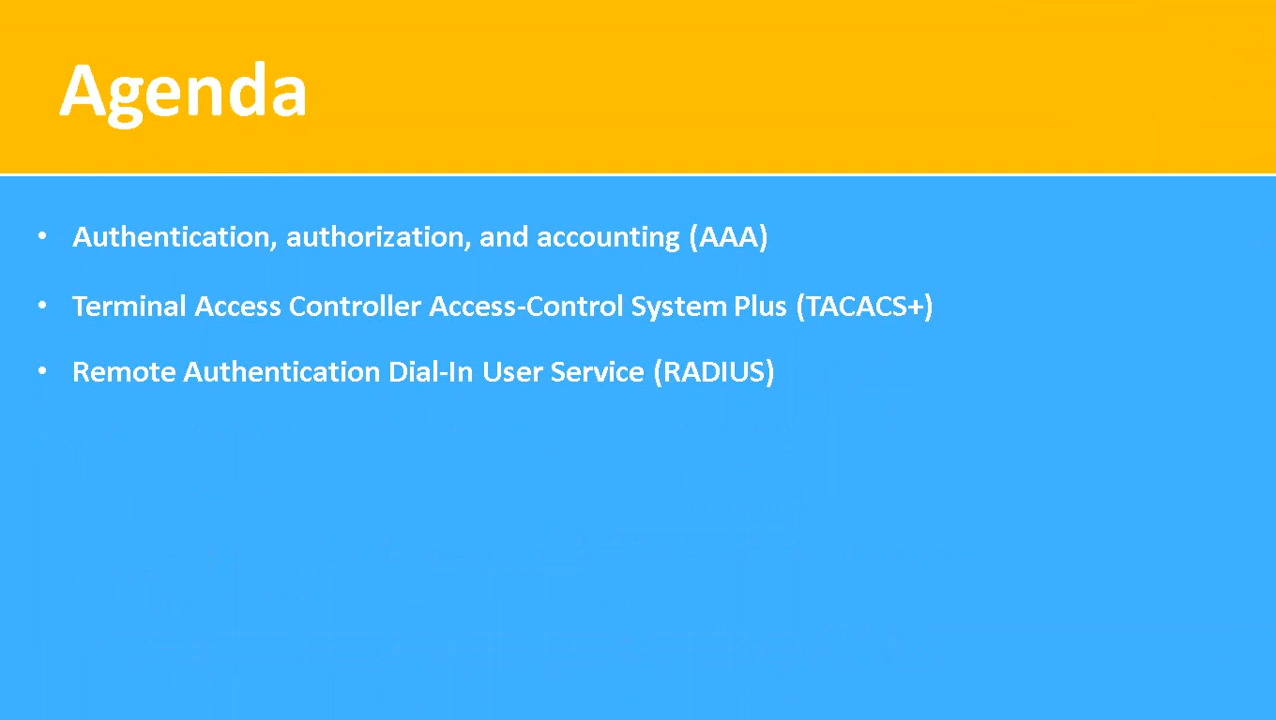 Agenda
• Authentication, authorization, and accounting (AAA)
• Terminal Access Controller Access-Control System Plus (TACACS+)
• Remote Authentication Dial-In User Service (RADIUS)